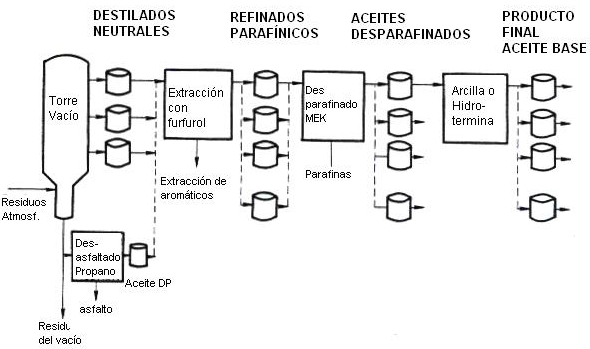 DESTILADOS
NEUTRALES
REFINADOS
PARAFÍNICOS
ACEITES
DESPARAFINADOS
PRODUCTO
FINAL
ACEITE BASE
Torre
Vacío
Extracción
con
furfurol
Des
parafinado
MEK
Arcilla o
Hidro-
termina
Extracción de
aromáticos
Parafinas
Residuos
Atmosf.
Des-
asfaltado
Propano
Aceite DP
asfalto
Residu
del vacío